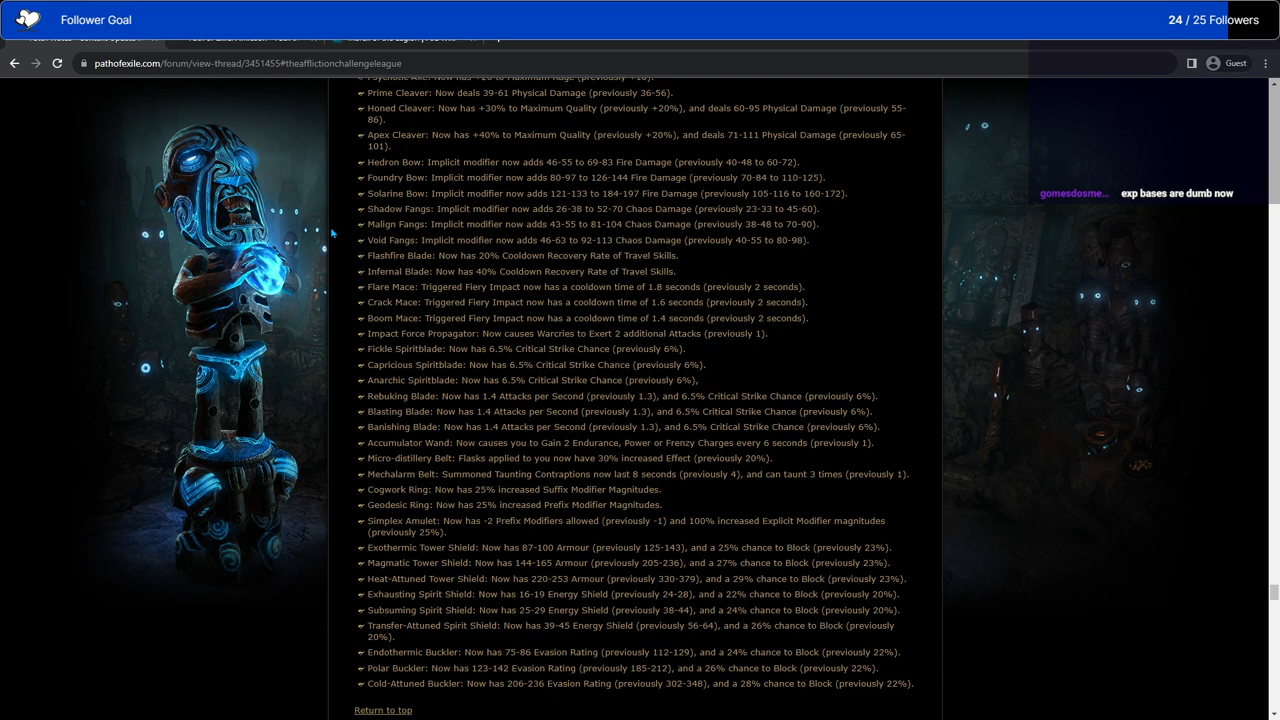 Follower Goal
24 / 25 Followers
pathofexile.com/forum/view-thread/3451455#theafflictionchallengeleague
Guest
Psychotic Axe: Now has +20 to Maximum Rage (previously +10).
Prime Cleaver: Now deals 39-61 Physical Damage (previously 36-56).
Honed Cleaver: Now has +30% to Maximum Quality (previously +20%), and deals 60-95 Physical Damage (previously 55-
86).
Apex Cleaver: Now has +40% to Maximum Quality (previously +20%), and deals 71-111 Physical Damage (previously 65-
101).
Hedron Bow: Implicit modifier now adds 46-55 to 69-83 Fire Damage (previously 40-48 to 60-72).
Foundry Bow: Implicit modifier now adds 80-97 to 126-144 Fire Damage (previously 70-84 to 110-125).
Solarine Bow: Implicit modifier now adds 121-133 to 184-197 Fire Damage (previously 105-116 to 160-172).
gomesdosme... exp bases are dumb now
Shadow Fangs: Implicit modifier now adds 26-38 to 52-70 Chaos Damage (previously 23-33 to 45-60).
Malign Fangs: Implicit modifier now adds 43-55 to 81-104 Chaos Damage (previously 38-48 to 70-90).
Void Fangs: Implicit modifier now adds 46-63 to 92-113 Chaos Damage (previously 40-55 to 80-98).
Flashfire Blade: Now has 20% Cooldown Recovery Rate of Travel Skills.
Infernal Blade: Now has 40% Cooldown Recovery Rate of Travel Skills.
Flare Mace: Triggered Fiery Impact now has a cooldown time of 1.8 seconds (previously 2 seconds).
Crack Mace: Triggered Fiery Impact now has a cooldown time of 1.6 seconds (previously 2 seconds).
Boom Mace: Triggered Fiery Impact now has a cooldown time of 1.4 seconds (previously 2 seconds).
Impact Force Propagator: Now causes Warcries to Exert 2 additional Attacks (previously 1).
Fickle Spiritblade: Now has 6.5% Critical Strike Chance (previously 6%).
Capricious Spiritblade: Now has 6.5% Critical Strike Chance (previously 6%).
Anarchic Spiritblade: Now has 6.5% Critical Strike Chance (previously 6%),
Rebuking Blade: Now has 1.4 Attacks per Second (previously 1.3), and 6.5% Critical Strike Chance (previously 6%).
Blasting Blade: Now has 1.4 Attacks per Second (previously 1.3), and 6.5% Critical Strike Chance (previously 6%).
Banishing Blade: Now has 1.4 Attacks per Second (previously 1.3), and 6.5% Critical Strike Chance (previously 6%).
Accumulator Wand: Now causes you to Gain 2 Endurance, Power or Frenzy Charges every 6 seconds (previously 1).
Micro-distillery Belt: Flasks applied to you now have 30% increased Effect (previously 20%).
Mechalarm Belt: Summoned Taunting Contraptions now last 8 seconds (previously 4), and can taunt 3 times (previously 1).
Cogwork Ring: Now has 25% increased Suffix Modifier Magnitudes.
Geodesic Ring: Now has 25% increased Prefix Modifier Magnitudes.
Simplex Amulet: Now has -2 Prefix Modifiers allowed (previously -1) and 100% increased Explicit Modifier magnitudes
(previously 25%).
Exothermic Tower Shield: Now has 87-100 Armour (previously 125-143), and a 25% chance to Block (previously 23%).
Magmatic Tower Shield: Now has 144-165 Armour (previously 205-236), and a 27% chance to Block (previously 23%).
Heat-Attuned Tower Shield: Now has 220-253 Armour (previously 330-379), and a 29% chance to Block (previously 23%).
Exhausting Spirit Shield: Now has 16-19 Energy Shield (previously 24-28), and a 22% chance to Block (previously 20%).
Subsuming Spirit Shield: Now has 25-29 Energy Shield (previously 38-44), and a 24% chance to Block (previously 20%).
Transfer-Attuned Spirit Shield: Now has 39-45 Energy Shield (previously 56-64), and a 26% chance to Block (previously
20%).
Endothermic Buckler: Now has 75-86 Evasion Rating (previously 112-129), and a 24% chance to Block (previously 22%).
Polar Buckler: Now has 123-142 Evasion Rating (previously 185-212), and a 26% chance to Block (previously 22%).
Cold-Attuned Buckler: Now has 206-236 Evasion Rating (previously 302-348), and a 28% chance to Block (previously 22%).
Return to top